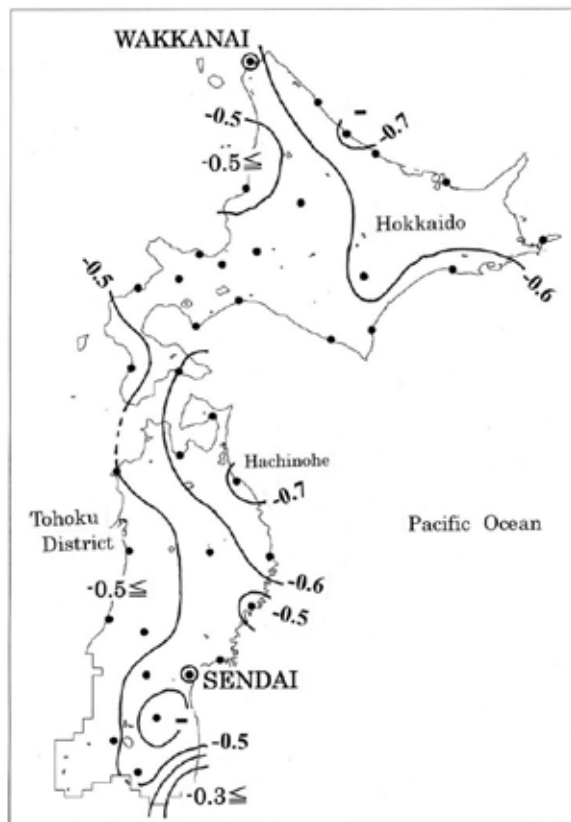 WAKKANAI
-0.5
-
-0.7
-0.5≦
Hokkaido
-0.5
-0.6
Hachinohe
-0.7
Tohoku
District
Pacific Ocean
-0.5≦
-0.6
-0.5
SENDAI
-
-0.5
-0.3≦